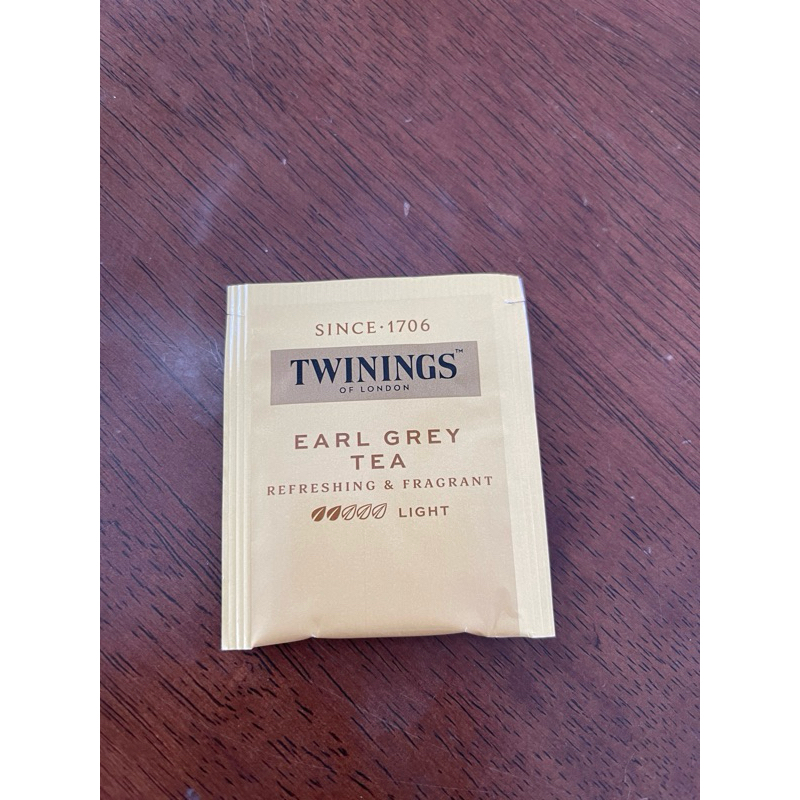 SINCE·1706
TWININGS™
OF LONDON
EARL GREY
TEA
REFRESHING & FRAGRANT
LIGHT